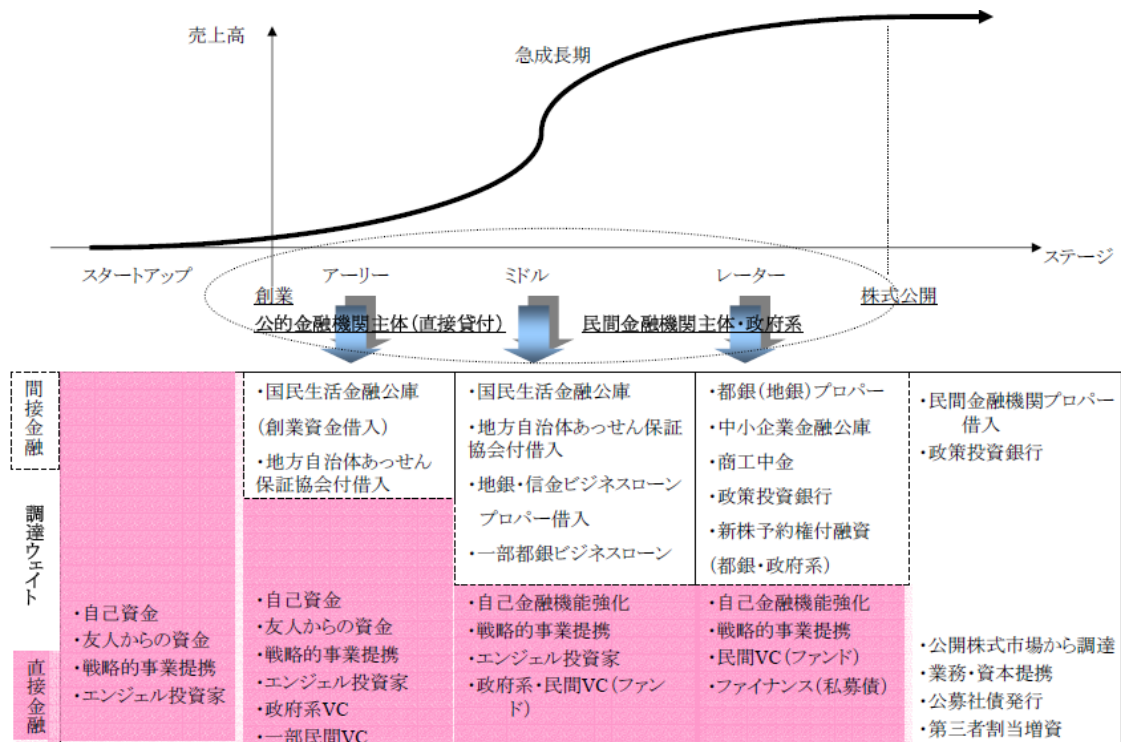 売上高
急成長期
ステージ
スタートアップ
アーリー
ミドル
レーター
創業
株式公開
公的金融機関主体(直接貸付)
民間金融機関主体・政府系
間接金融
調達ウェイト
直接金融
・自己資金
・友人からの資金
・戦略的事業提携
・エンジェル投資家
・国民生活金融公庫
(創業資金借入)
・地方自治体あっせん
保証協会付借入
・自己資金
・友人からの資金
・戦略的事業提携
・エンジェル投資家
・政府系VC
・一部民間VC
・国民生活金融公庫
・地方自治体あっせん保証
協会付借入
・地銀・信金ビジネスローン
プロパー借入
・一部都銀ビジネスローン
・自己金融機能強化
・戦略的事業提携
・エンジェル投資家
・政府系・民間VC(ファン
ド)
・都銀(地銀)プロパー
・中小企業金融公庫
・商工中金
・政策投資銀行
・新株予約権付融資
(都銀・政府系)
・自己金融機能強化
・戦略的事業提携
・民間VC(ファンド)
・ファイナンス(私募債)
・民間金融機関プロパー
借入
・政策投資銀行
・公開株式市場から調達
・業務・資本提携
・公募社債発行
・第三者割当増資